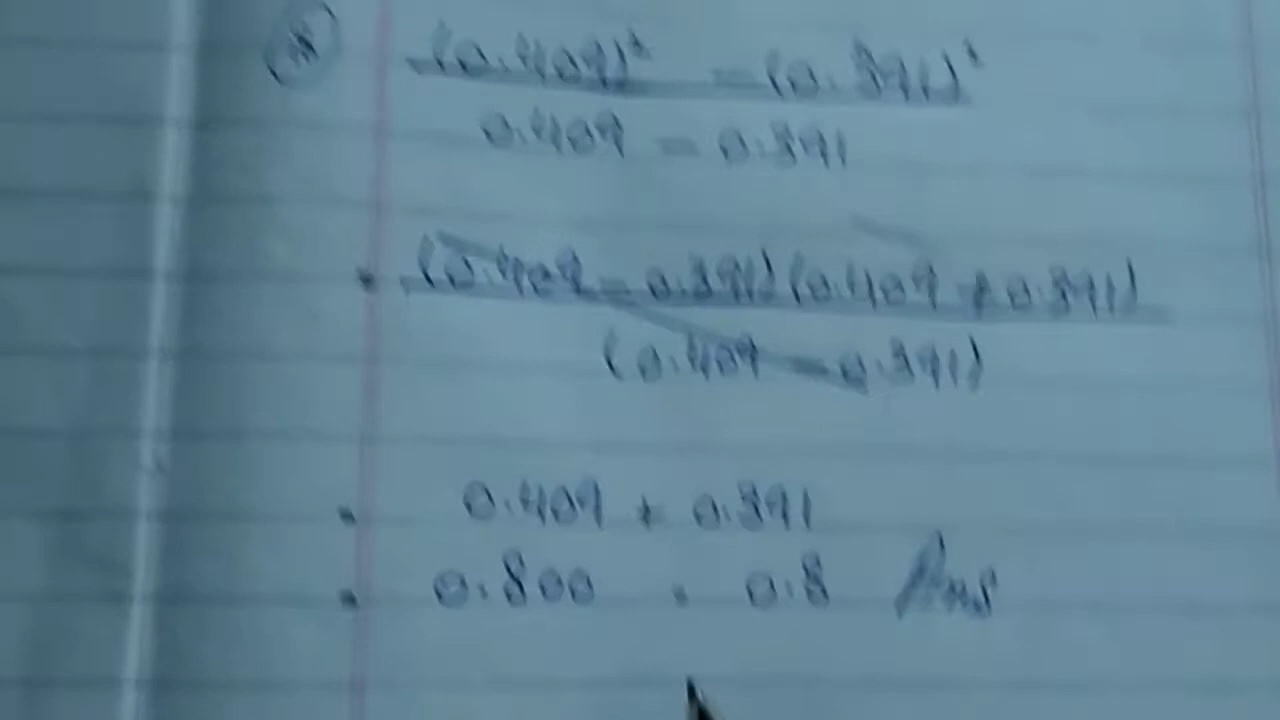 (0.409)² - (0.391)²
0.409 - 0.391
(0.409 - 0.391) (0.409 + 0.391)
(0.409 - 0.391)
0.409 + 0.391
0.800 . 0.8 Ans